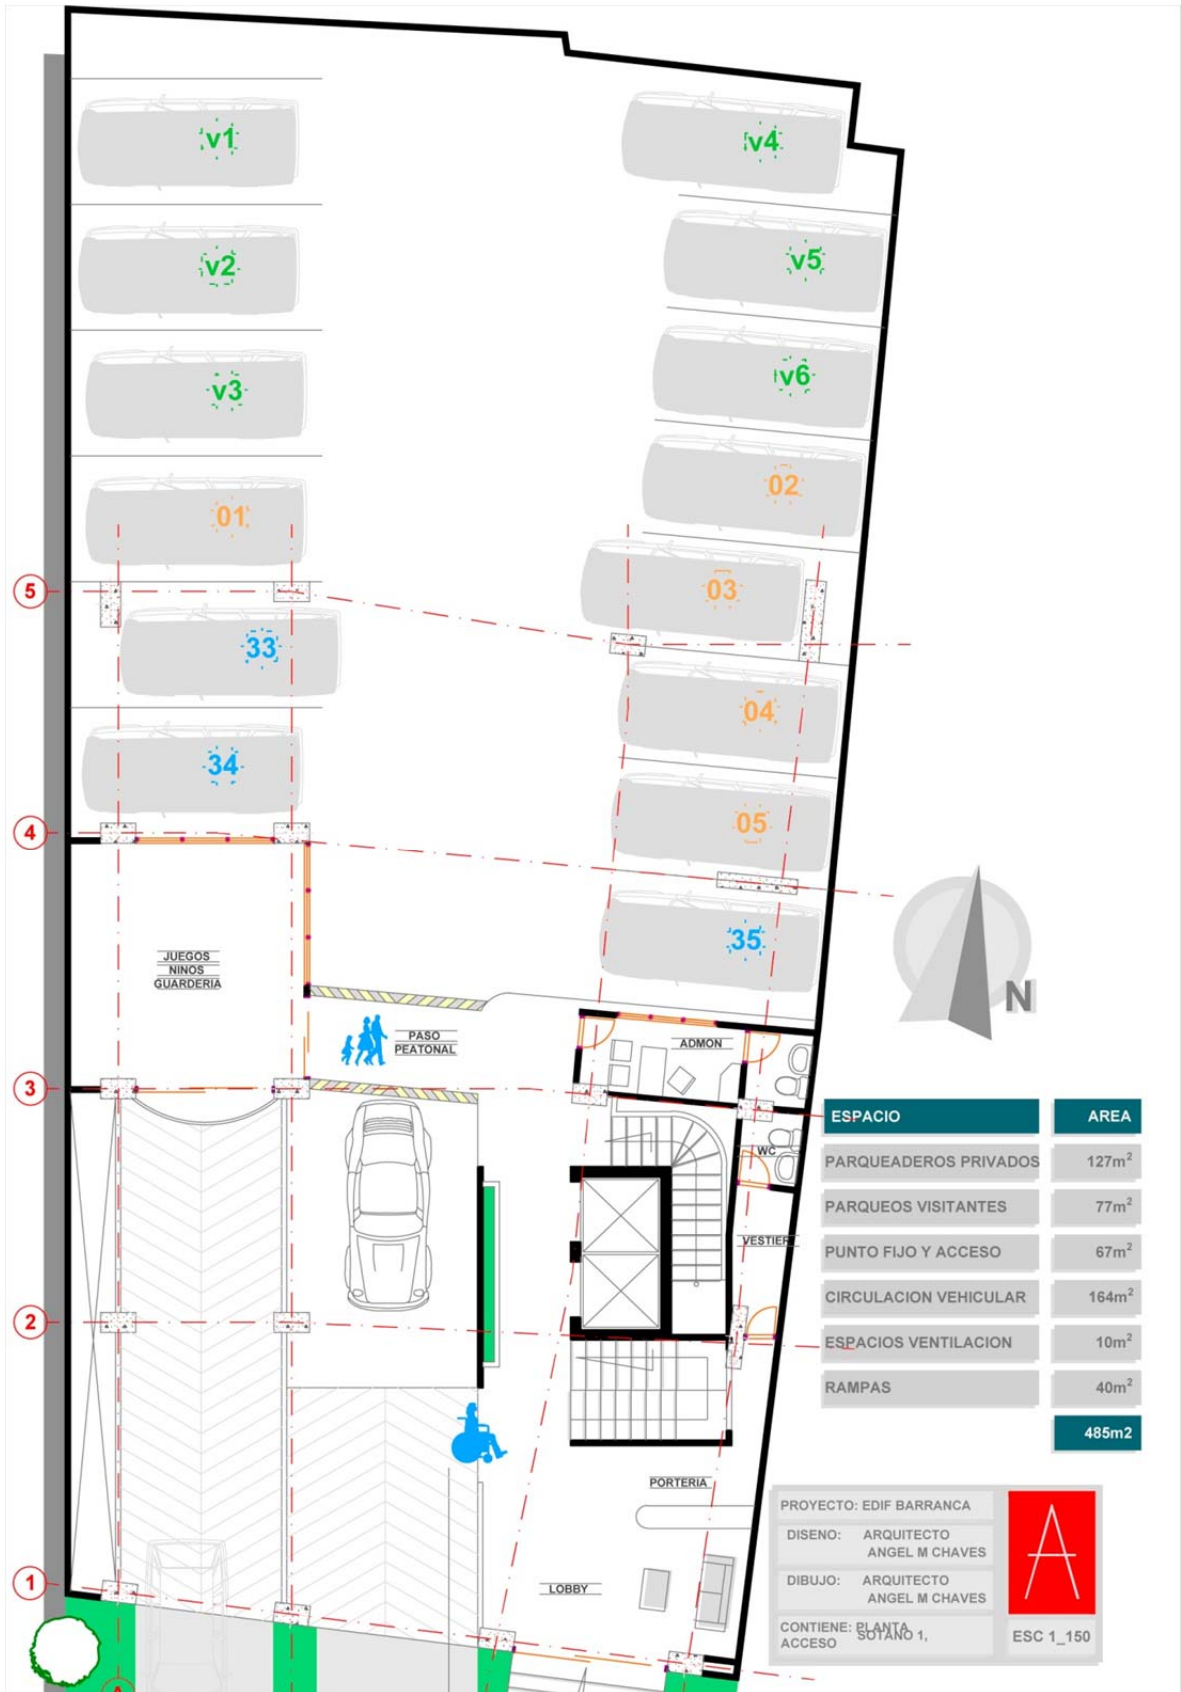 v1
v4
v2
v5
v3
v6
02
01
5
03
33
04
34
05
4
35
JUEGOS
NINOS
GUARDERIA
N
PASO
PEATONAL
ADMON
3
ESPACIO AREA
WC
PARQUEADEROS PRIVADOS 127m²
PARQUEOS VISITANTES 77m²
VESTIER
PUNTO FIJO Y ACCESO 67m²
CIRCULACION VEHICULAR 164m²
2
ESPACIOS VENTILACION 10m²
RAMPAS 40m²
485m2
PORTERIA
PROYECTO: EDIF BARRANCA
DISENO: ARQUITECTO
ANGEL M CHAVES
DIBUJO: ARQUITECTO
ANGEL M CHAVES
1
LOBBY
CONTIENE: PLANTA
ACCESO SOTANO 1,
ESC 1_150
A